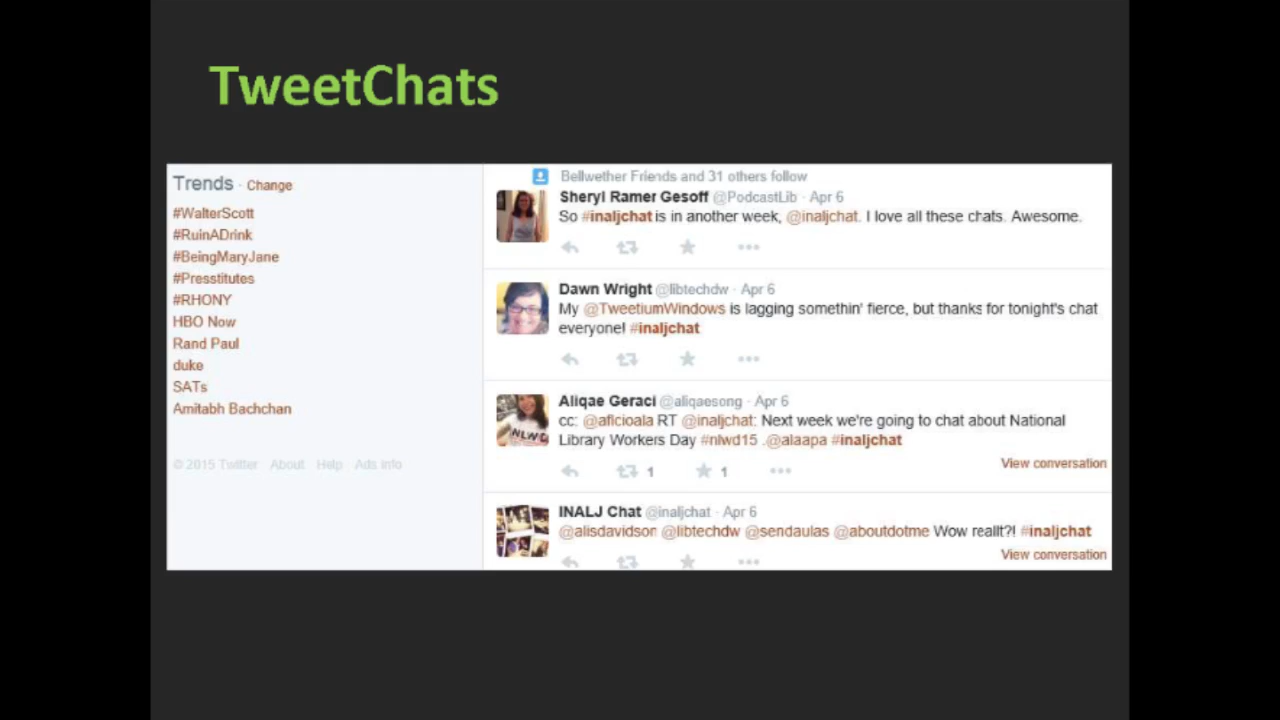 TweetChats
Trends · Change
#WalterScott
#RuinADrink
#BeingMaryJane
#Presstitutes
#RHONY
HBO Now
Rand Paul
duke
SATs
Amitabh Bachchan
© 2015 Twitter About Help Ads info
Bellwether Friends and 31 others follow
Sheryl Ramer Gesoff @PodcastLib · Apr 6
So #inaljchat is in another week, @inaljchat. I love all these chats. Awesome.
Dawn Wright @libtechdw · Apr 6
My @TweetiumWindows is lagging somethin' fierce, but thanks for tonight's chat
everyone! #inaljchat
Aliqae Geraci @aliqaesong · Apr 6
cc: @aflcioala RT @inaljchat: Next week we're going to chat about National
Library Workers Day #nlwd15 .@alaapa #inaljchat
View conversation
1 1
INALJ Chat @inaljchat · Apr 6
@alisdavidson @libtechdw @sendaulas @aboutdotme Wow reallt?! #inaljchat
View conversation